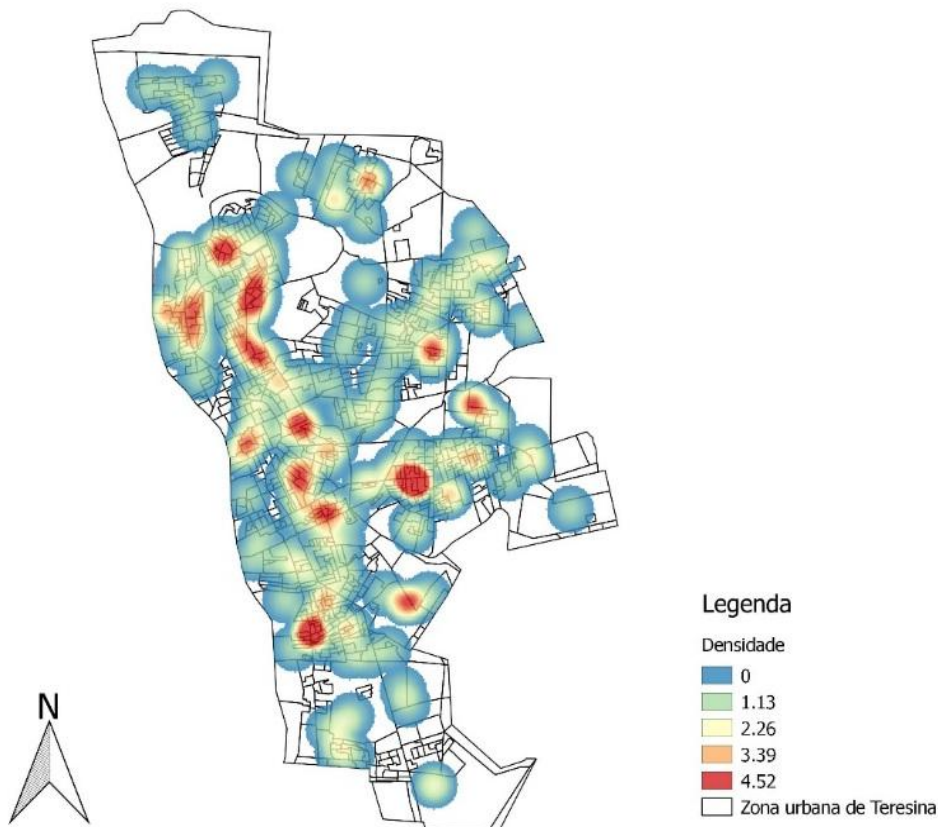 N
Legenda
Densidade
0
1.13
2.26
3.39
4.52
Zona urbana de Teresina